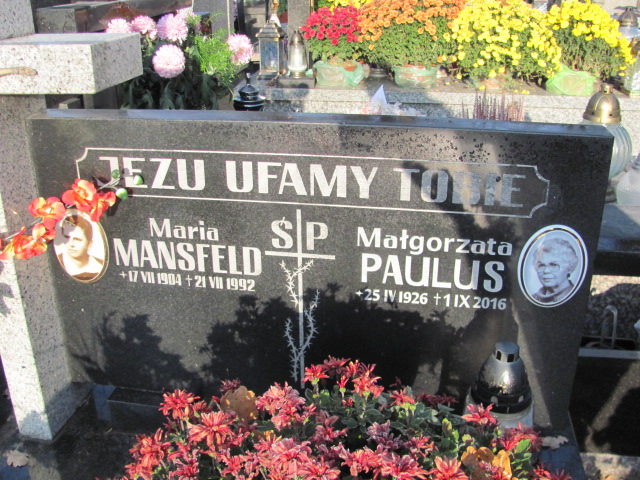 JEZU UFAMY TOBIE
Ś P
Maria
MANSFELD
+17 VII 1904 +21 VII 1992
Małgorzata
PAULUS
+25 IV 1926 +1 IX 2016